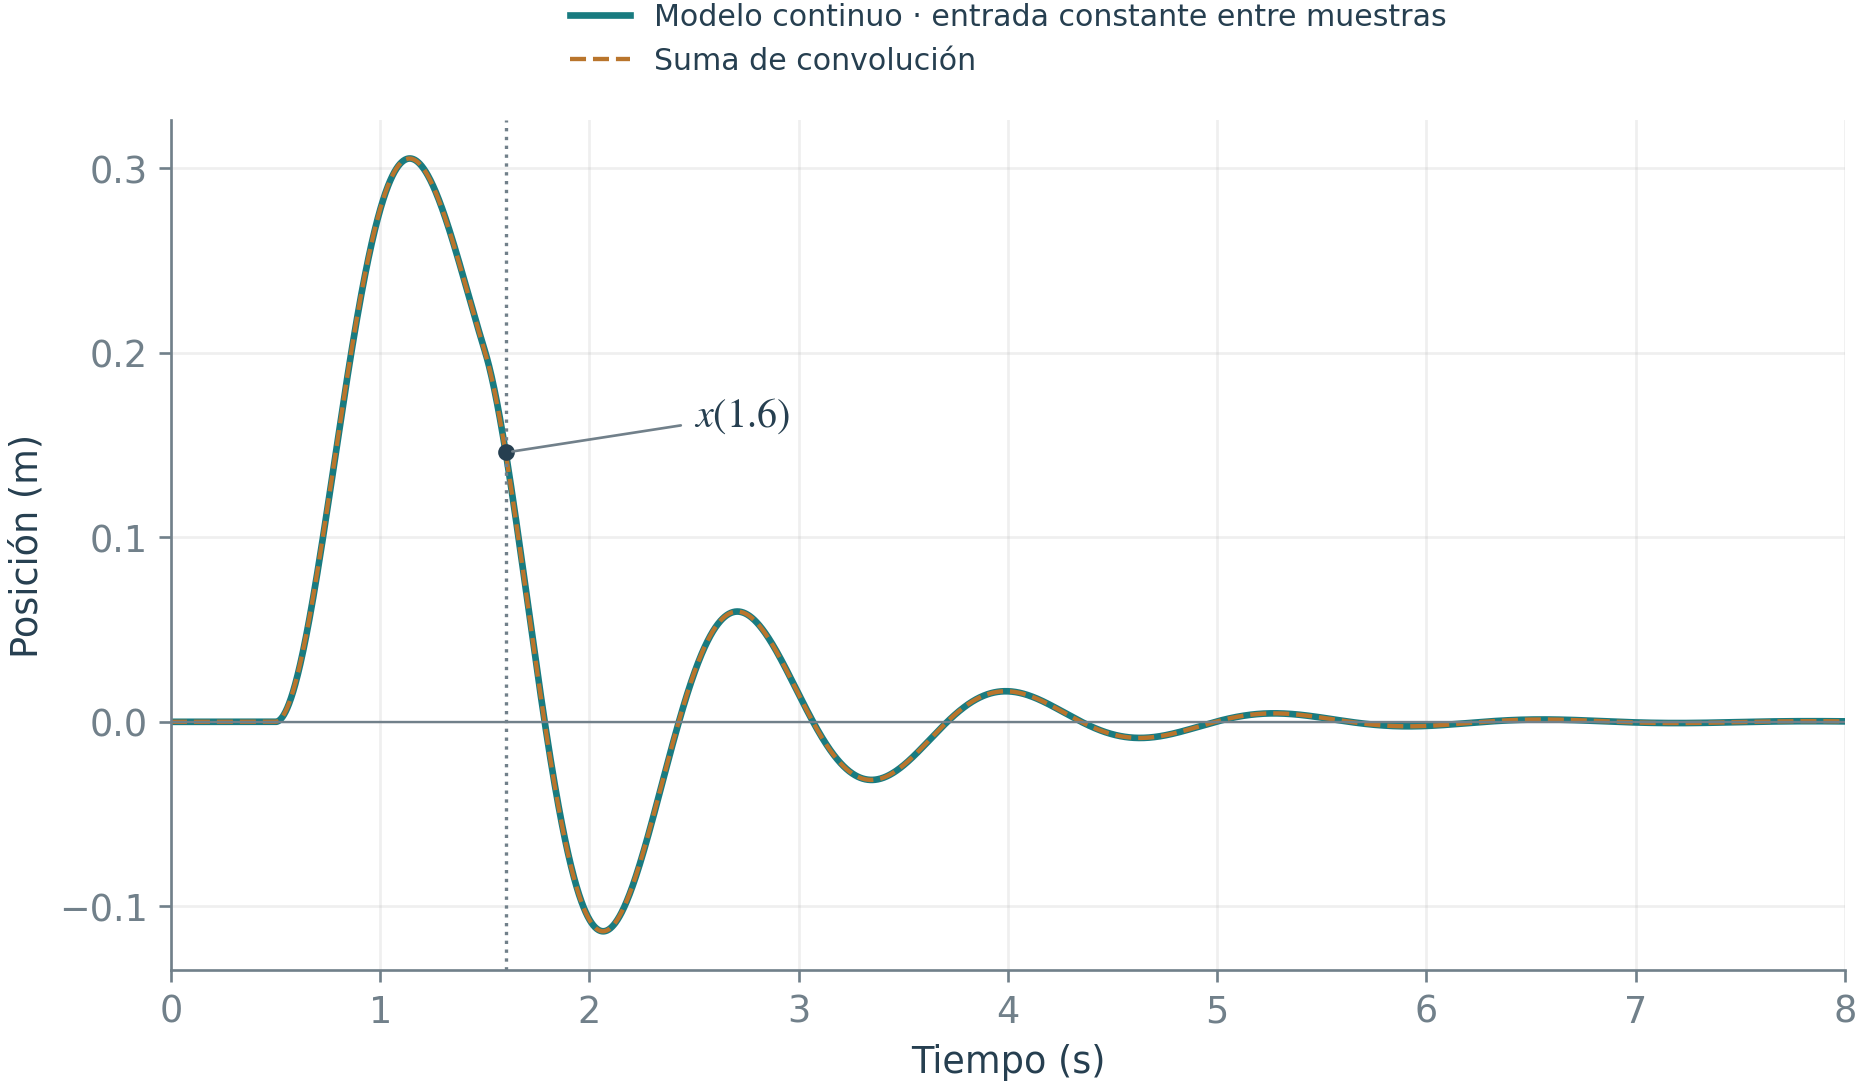 Modelo continuo · entrada constante entre muestras
Suma de convolución
0.3
0.2
0.1
0.0
−0.1
Posición (m)
x(1.6)
0 1 2 3 4 5 6 7 8
Tiempo (s)